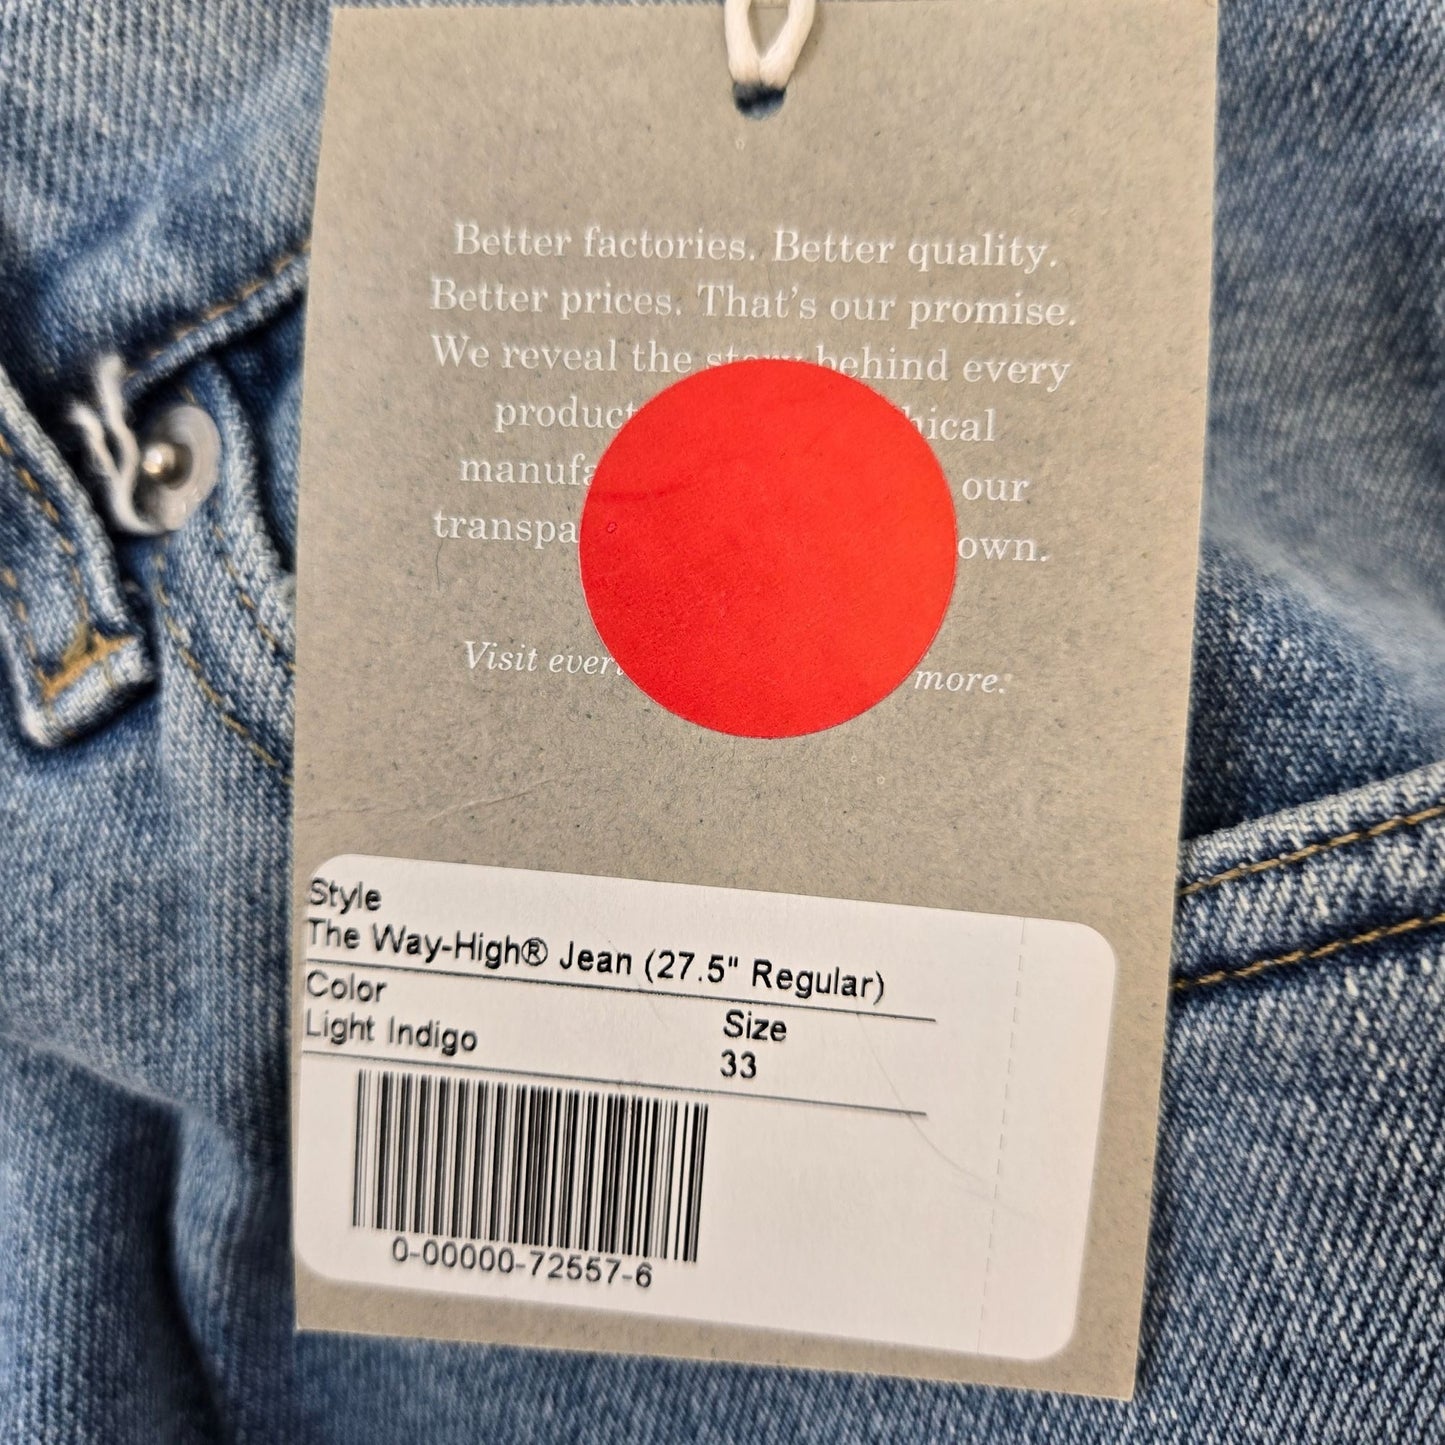 Better factories. Better quality.
Better prices. That's our promise.
We reveal the story behind every
product hical
manufa our
transpa own.
Visit ever more.
Style
The Way-High® Jean (27.5" Regular)
Color
Light Indigo
Size
33
0-00000-72557-6